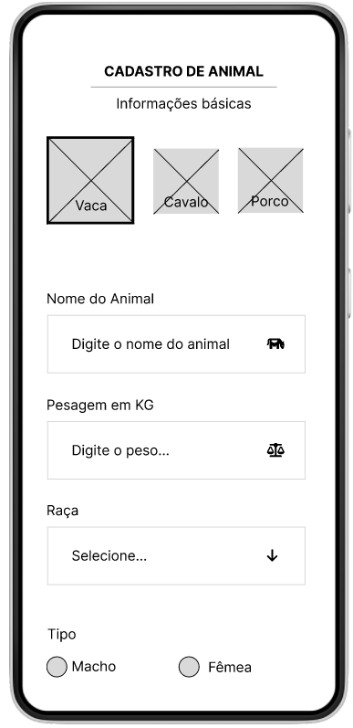 CADASTRO DE ANIMAL
Informações básicas
Vaca
Cavalo
Porco
Nome do Animal
Digite o nome do animal
Pesagem em KG
Digite o peso...
Raça
Selecione...
Tipo
Macho
Fêmea